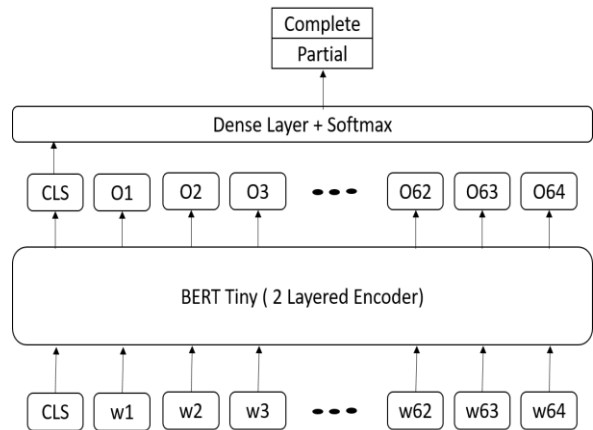 Complete
Partial
Dense Layer + Softmax
CLS O1 O2 O3 ••• O62 O63 O64
BERT Tiny ( 2 Layered Encoder)
CLS w1 w2 w3 ••• w62 w63 w64